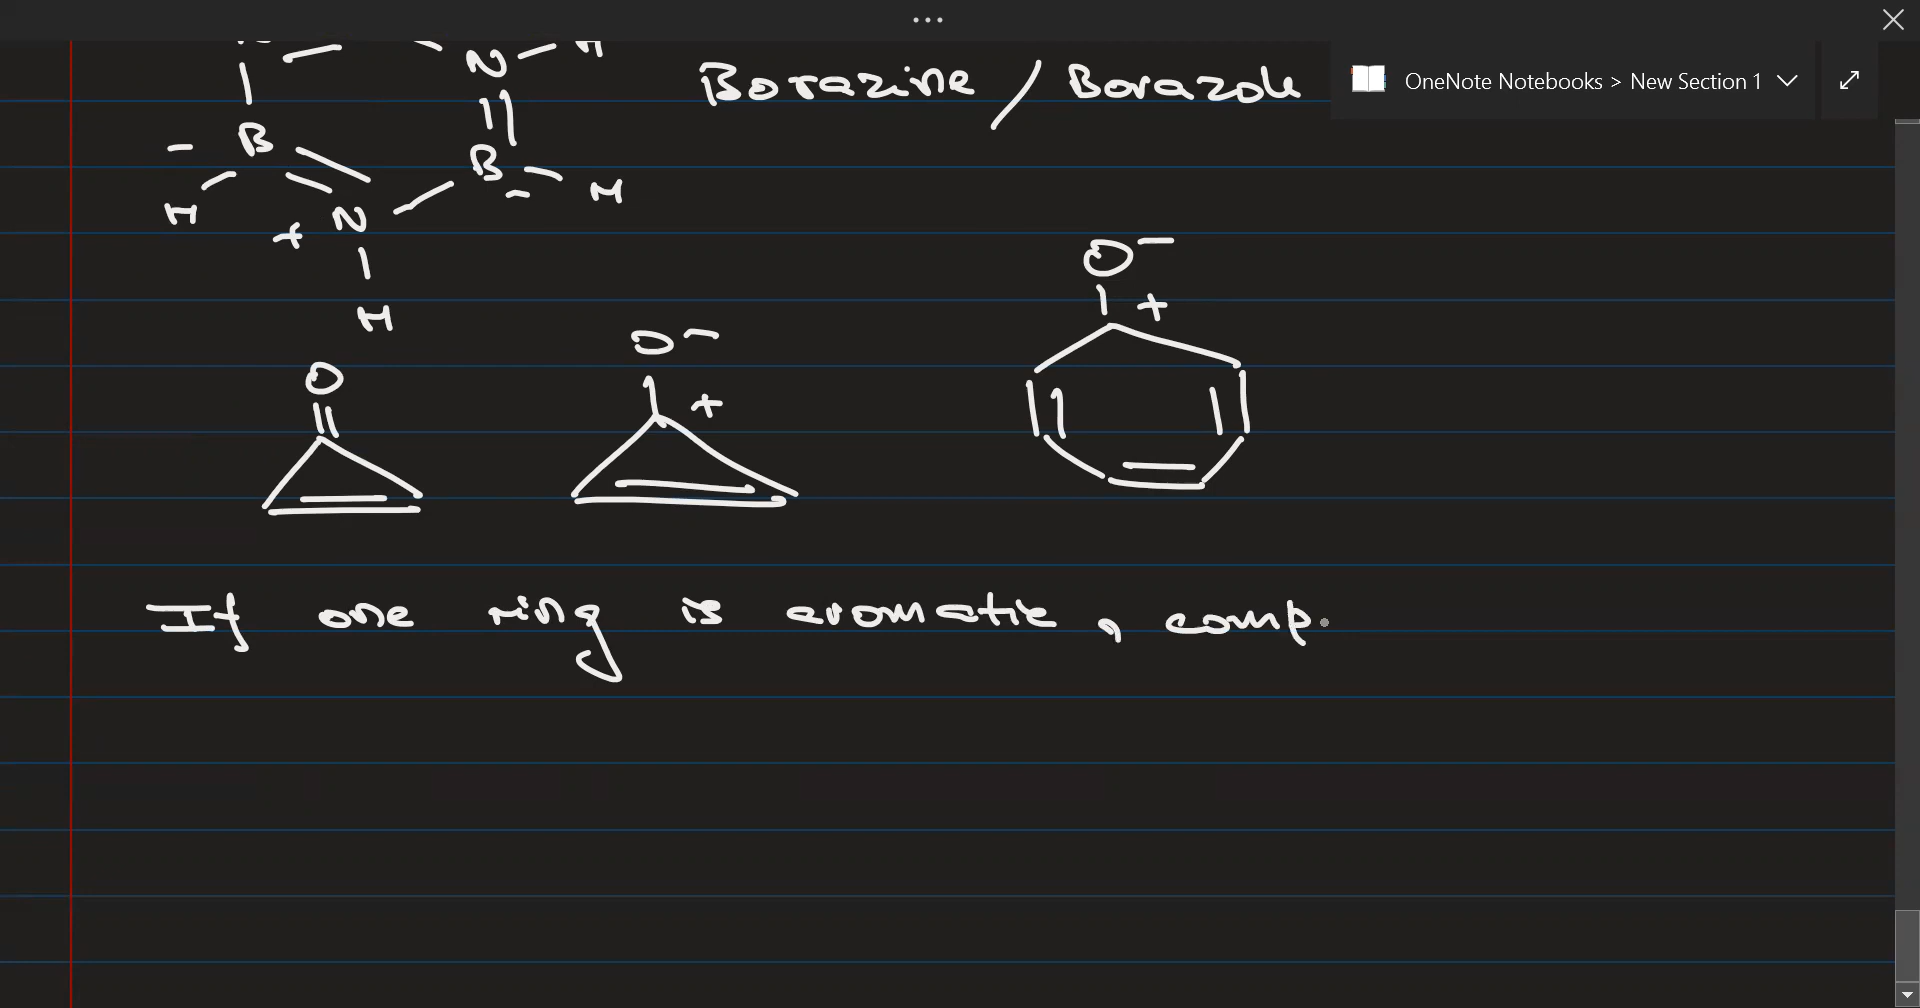 N H
Borazine / Borazole
OneNote Notebooks > New Section 1
- B
B - H
H
+ N
H
O -
+
O
O -
+
If one ring is aromatic, comp.